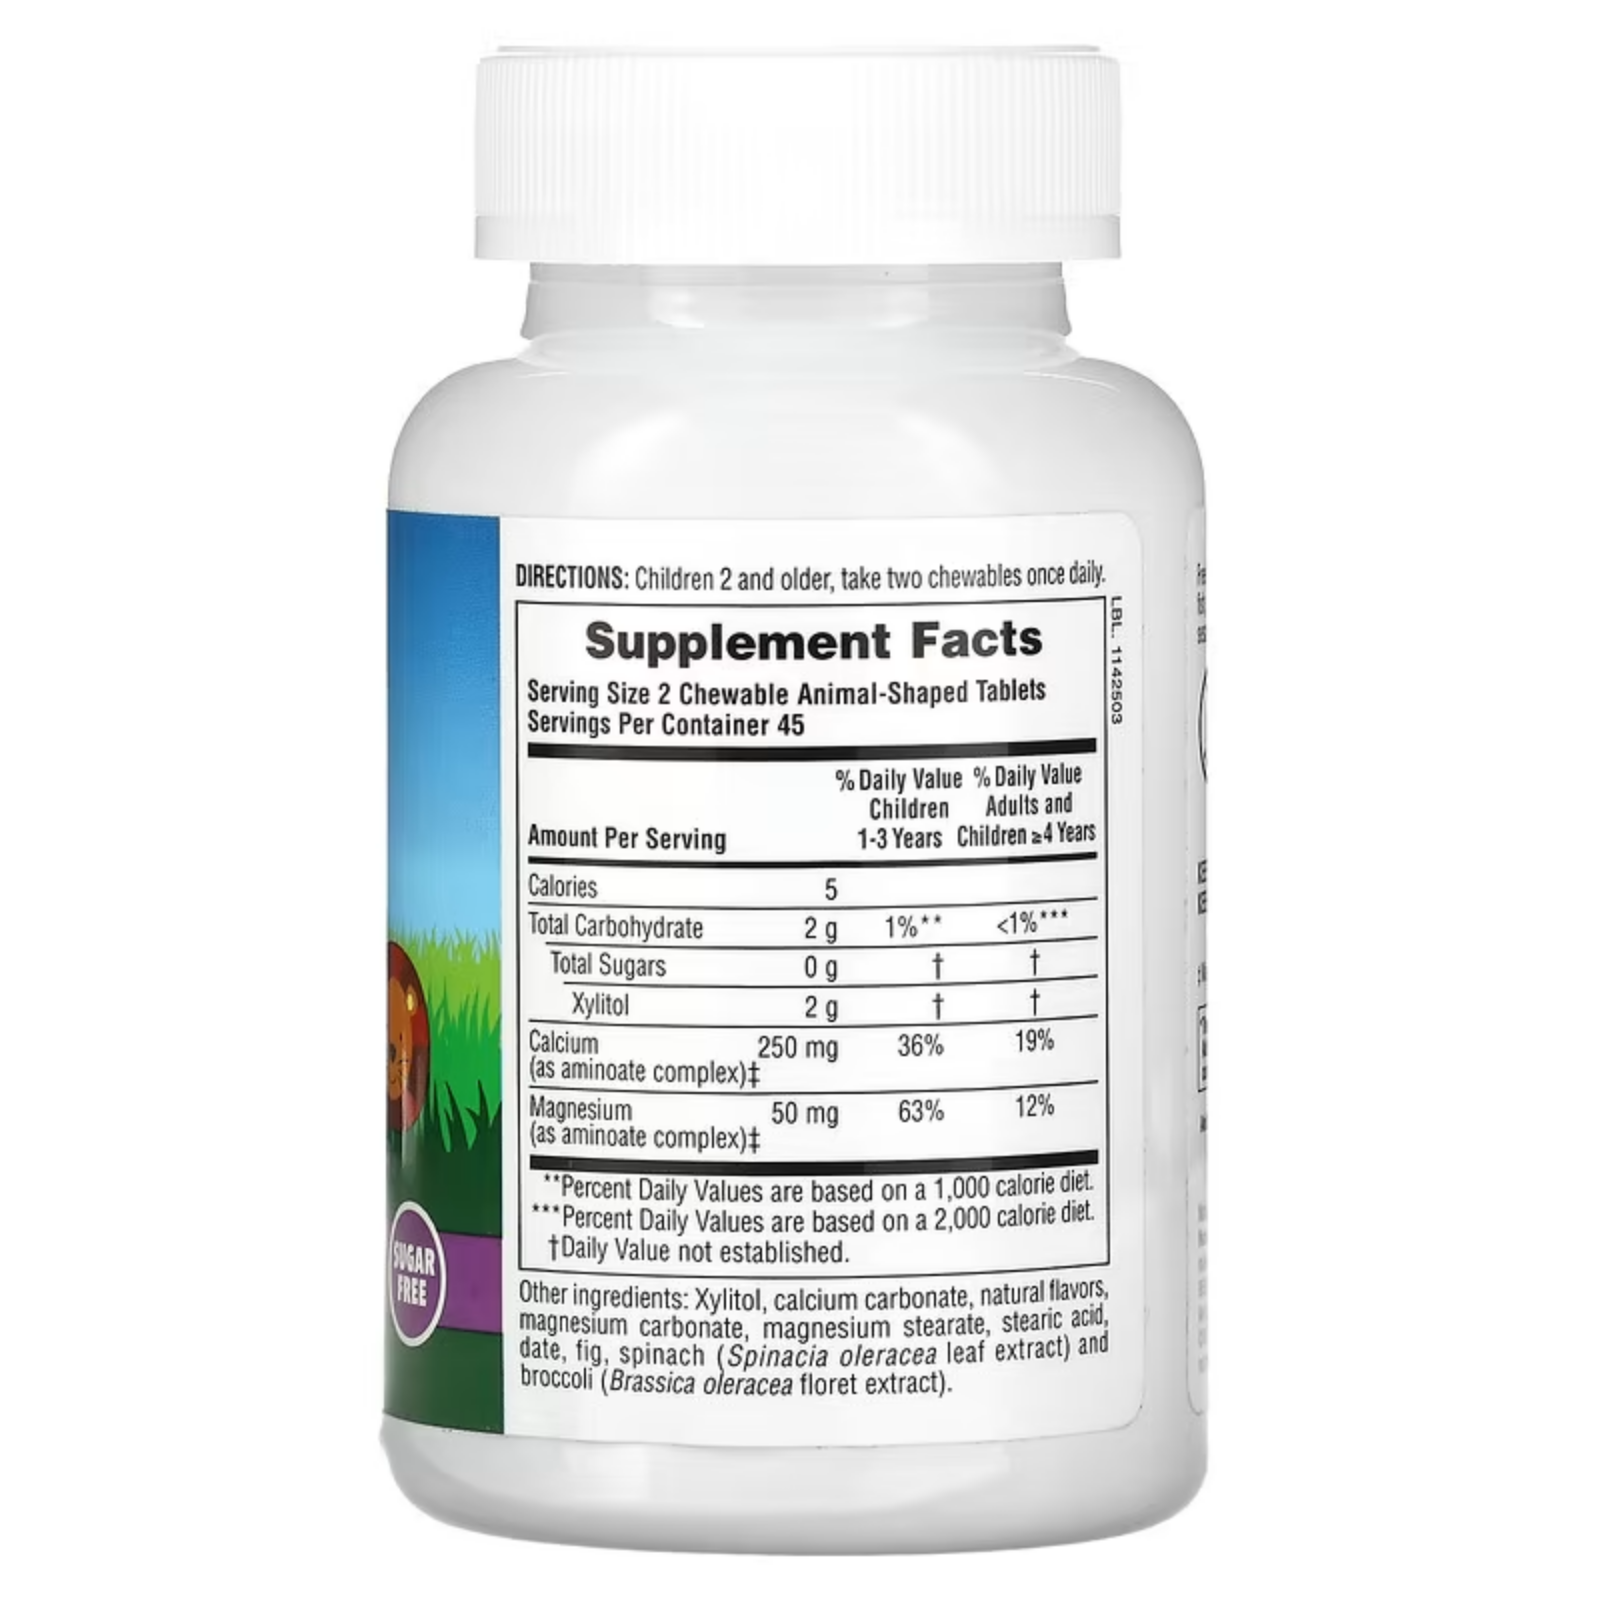 DIRECTIONS: Children 2 and older, take two chewables once daily.
LBL. 1142503
Supplement Facts
Serving Size 2 Chewable Animal-Shaped Tablets
Servings Per Container 45
% Daily Value % Daily Value
Children Adults and
Amount Per Serving 1-3 Years Children ≥4 Years
Calories 5
Total Carbohydrate 2 g 1%** <1%***
Total Sugars 0 g † †
Xylitol 2 g † †
Calcium 250 mg 36% 19%
(as aminoate complex)‡
Magnesium 50 mg 63% 12%
(as aminoate complex)‡
**Percent Daily Values are based on a 1,000 calorie diet.
***Percent Daily Values are based on a 2,000 calorie diet.
†Daily Value not established.
Other ingredients: Xylitol, calcium carbonate, natural flavors,
magnesium carbonate, magnesium stearate, stearic acid,
date, fig, spinach (Spinacia oleracea leaf extract) and
broccoli (Brassica oleracea floret extract).
SUGAR
FREE